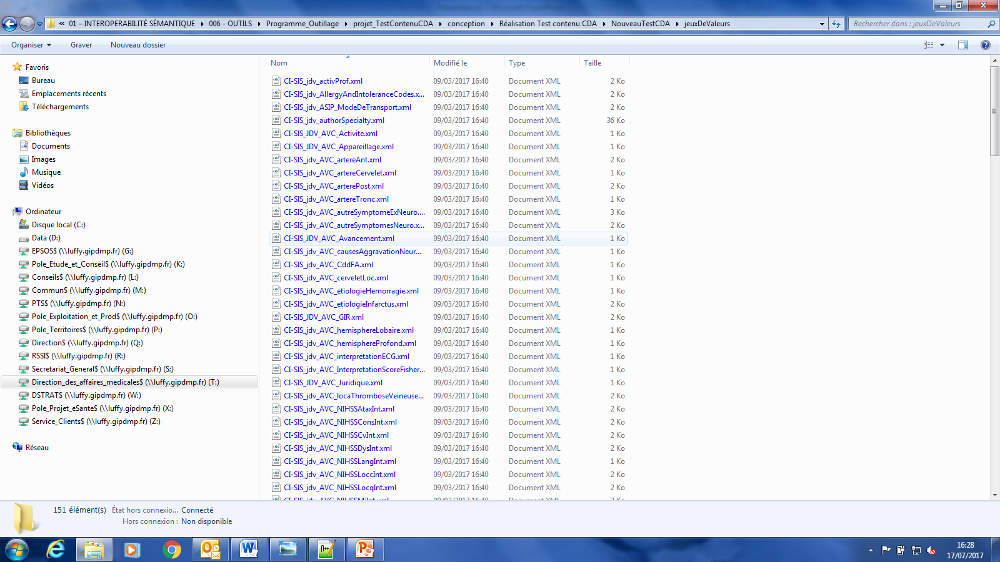 « 01 – INTEROPERABILITÉ SÉMANTIQUE 006 - OUTILS Programme_Outillage projet_TestContenuCDA conception Réalisation Test contenu CDA NouveauTestCDA jeuxDeValeurs
Rechercher dans : jeuxDeValeurs
Organiser Graver Nouveau dossier
Favoris
Bureau
Emplacements récents
Téléchargements
Bibliothèques
Documents
Images
Musique
Vidéos
Ordinateur
Disque local (C:)
Data (D:)
EPSOS$ (\\luffy.gipdmp.fr) (G:)
Pole_Etude_et_Conseil$ (\\luffy.gipdmp.fr) (K:)
Conseils$ (\\luffy.gipdmp.fr) (L:)
Commun$ (\\luffy.gipdmp.fr) (M:)
PTS$ (\\luffy.gipdmp.fr) (N:)
Pole_Exploitation_et_Prod$ (\\luffy.gipdmp.fr) (O:)
Pole_Territoires$ (\\luffy.gipdmp.fr) (P:)
Direction$ (\\luffy.gipdmp.fr) (Q:)
RSSI$ (\\luffy.gipdmp.fr) (R:)
Secretariat_General$ (\\luffy.gipdmp.fr) (S:)
Direction_des_affaires_medicales$ (\\luffy.gipdmp.fr) (T:)
DSTRAT$ (\\luffy.gipdmp.fr) (W:)
Pole_Projet_eSante$ (\\luffy.gipdmp.fr) (X:)
Service_Clients$ (\\luffy.gipdmp.fr) (Z:)
Réseau
Nom Modifié le Type Taille
CI-SIS_jdv_activProf.xml 09/03/2017 16:40 Document XML 2 Ko
CI-SIS_jdv_AllergyAndIntoleranceCodes.x... 09/03/2017 16:40 Document XML 2 Ko
CI-SIS_jdv_ASIP_ModeDeTransport.xml 09/03/2017 16:40 Document XML 2 Ko
CI-SIS_jdv_authorSpecialty.xml 09/03/2017 16:40 Document XML 36 Ko
CI-SIS_JDV_AVC_Activite.xml 09/03/2017 16:40 Document XML 1 Ko
CI-SIS_JDV_AVC_Appareillage.xml 09/03/2017 16:40 Document XML 1 Ko
CI-SIS_jdv_AVC_artereAnt.xml 09/03/2017 16:40 Document XML 2 Ko
CI-SIS_jdv_AVC_artereCervelet.xml 09/03/2017 16:40 Document XML 1 Ko
CI-SIS_jdv_AVC_arterePost.xml 09/03/2017 16:40 Document XML 2 Ko
CI-SIS_jdv_AVC_artereTronc.xml 09/03/2017 16:40 Document XML 1 Ko
CI-SIS_jdv_AVC_autreSymptomeExNeuro.... 09/03/2017 16:40 Document XML 3 Ko
CI-SIS_jdv_AVC_autreSymptomesNeuro.x... 09/03/2017 16:40 Document XML 2 Ko
CI-SIS_JDV_AVC_Avancement.xml 09/03/2017 16:40 Document XML 1 Ko
CI-SIS_jdv_AVC_causesAggravationNeur... 09/03/2017 16:40 Document XML 1 Ko
CI-SIS_jdv_AVC_CddFA.xml 09/03/2017 16:40 Document XML 1 Ko
CI-SIS_jdv_AVC_cerveletLoc.xml 09/03/2017 16:40 Document XML 1 Ko
CI-SIS_jdv_AVC_etiologieHemorragie.xml 09/03/2017 16:40 Document XML 1 Ko
CI-SIS_jdv_AVC_etiologieInfarctus.xml 09/03/2017 16:40 Document XML 2 Ko
CI-SIS_JDV_AVC_GIR.xml 09/03/2017 16:40 Document XML 2 Ko
CI-SIS_jdv_AVC_hemisphereLobaire.xml 09/03/2017 16:40 Document XML 1 Ko
CI-SIS_jdv_AVC_hemisphereProfond.xml 09/03/2017 16:40 Document XML 1 Ko
CI-SIS_jdv_AVC_interpretationECG.xml 09/03/2017 16:40 Document XML 1 Ko
CI-SIS_jdv_AVC_InterpretationScoreFisher... 09/03/2017 16:40 Document XML 1 Ko
CI-SIS_JDV_AVC_Juridique.xml 09/03/2017 16:40 Document XML 1 Ko
CI-SIS_jdv_AVC_locaThromboseVeineuse... 09/03/2017 16:40 Document XML 2 Ko
CI-SIS_jdv_AVC_NIHSSAtaxInt.xml 09/03/2017 16:40 Document XML 1 Ko
CI-SIS_jdv_AVC_NIHSSConsInt.xml 09/03/2017 16:40 Document XML 2 Ko
CI-SIS_jdv_AVC_NIHSSCvInt.xml 09/03/2017 16:40 Document XML 1 Ko
CI-SIS_jdv_AVC_NIHSSDysInt.xml 09/03/2017 16:40 Document XML 2 Ko
CI-SIS_jdv_AVC_NIHSSLangInt.xml 09/03/2017 16:40 Document XML 1 Ko
CI-SIS_jdv_AVC_NIHSSLoccInt.xml 09/03/2017 16:40 Document XML 2 Ko
CI-SIS_jdv_AVC_NIHSSLocqInt.xml 09/03/2017 16:40 Document XML 2 Ko
151 élément(s) État hors connexio... Connecté
Hors connexion : Non disponible
16:28
17/07/2017